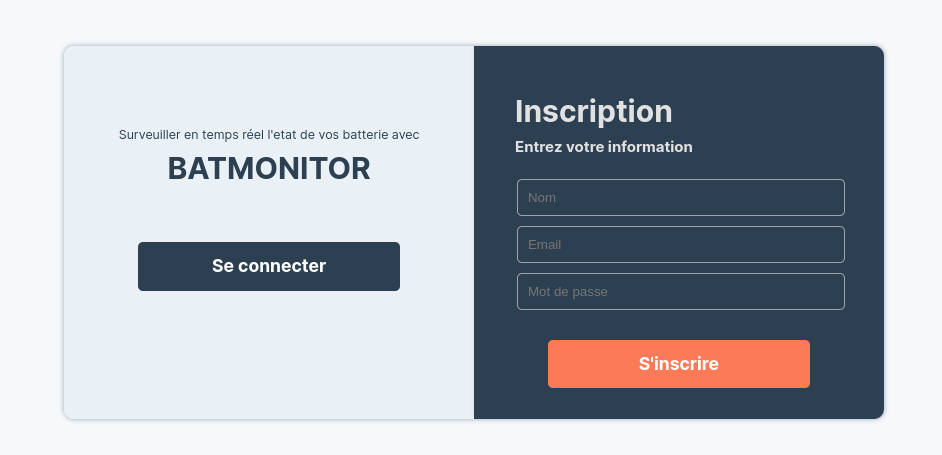 Surveuiller en temps réel l'etat de vos batterie avec
BATMONITOR
Se connecter
Inscription
Entrez votre information
Nom
Email
Mot de passe
S'inscrire